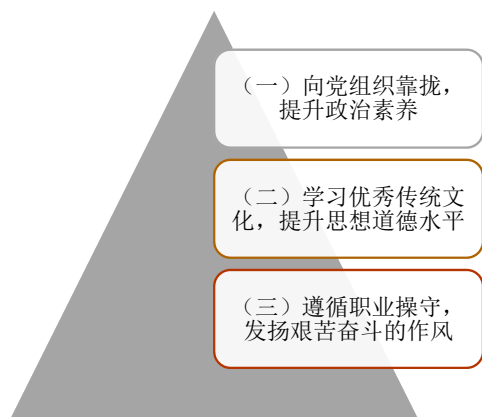 （一）向党组织靠拢，
提升政治素养
（二）学习优秀传统文
化，提升思想道德水平
（三）遵循职业操守，
发扬艰苦奋斗的作风